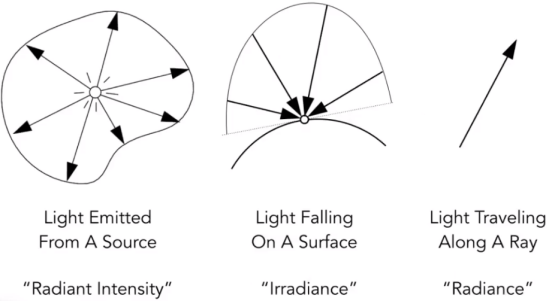 Light Emitted
From A Source
"Radiant Intensity"
Light Falling
On A Surface
"Irradiance"
Light Traveling
Along A Ray
"Radiance"